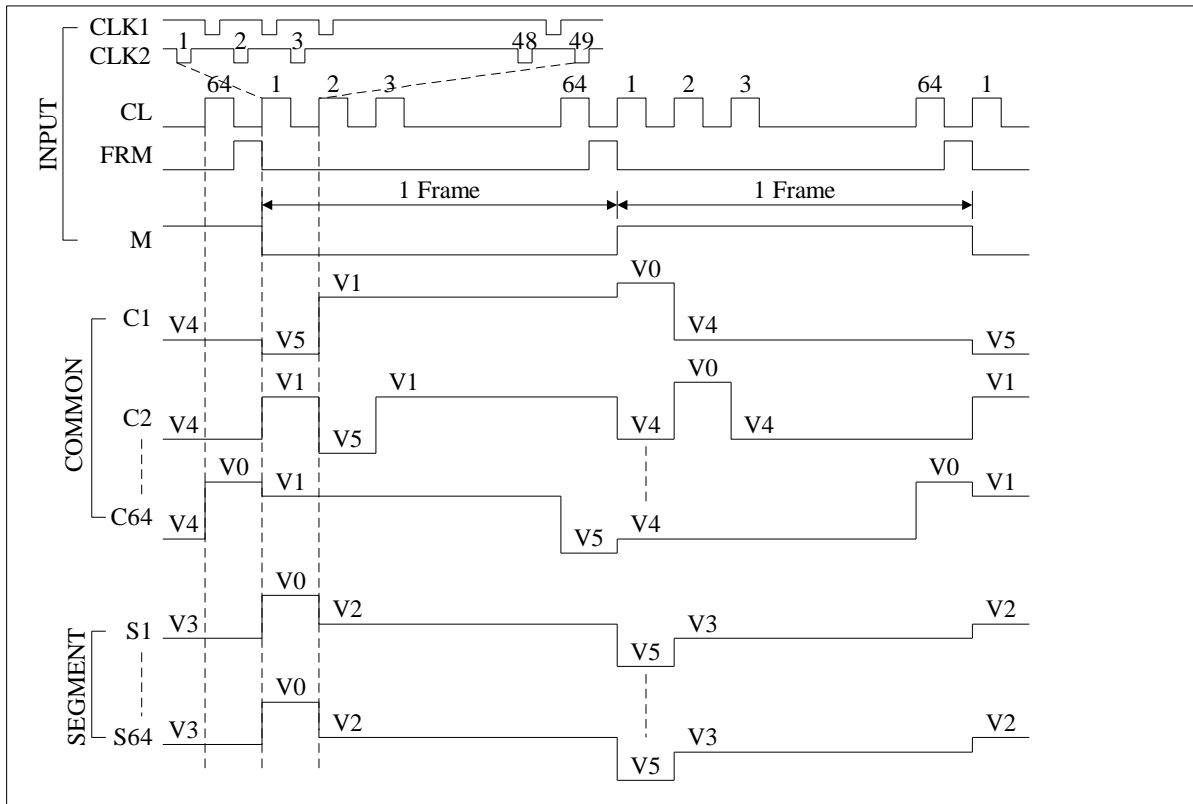 CLK1
1 2 3 48 49
CLK2
64 1 2 3 64 1 2 3 64 1
CL
INPUT
FRM
1 Frame 1 Frame
M
V0
V1
C1 V4 V5 V4 V5
V0
V1 V1 V1
C2 V4 V5 V4 V4
COMMON
V0 V1 V0 V1
C64 V4 V5 V4
V0
V2 V2
S1 V3 V3
V5
SEGMENT
V0
V2 V2
S64 V3 V3
V5